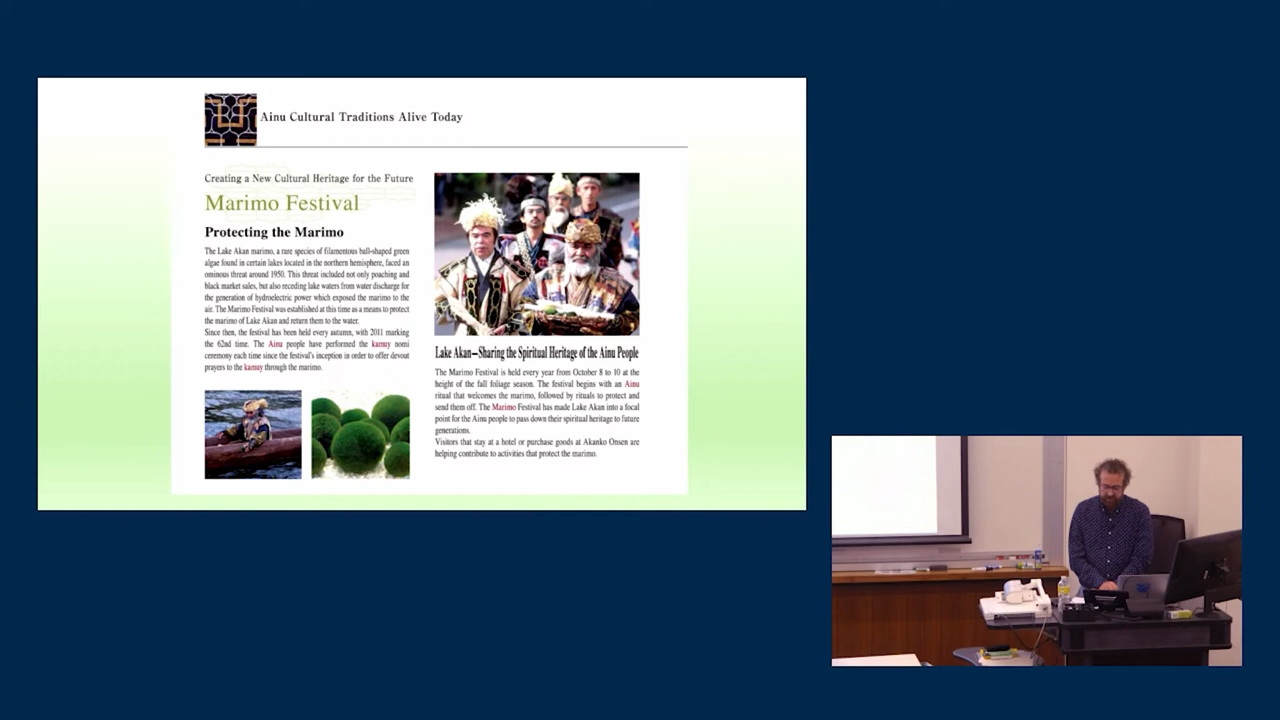 Ainu Cultural Traditions Alive Today
Creating a New Cultural Heritage for the Future
Marimo Festival
Protecting the Marimo
The Lake Akan marimo, a rare species of filamentous ball-shaped green
algae found in certain lakes located in the northern hemisphere, faced an
ominous threat around 1950. This threat included not only poaching and
black market sales, but also receding lake waters from water discharge for
the generation of hydroelectric power which exposed the marimo to the
air. The Marimo Festival was established at this time as a means to protect
the marimo of Lake Akan and return them to the water.
Since then, the festival has been held every autumn, with 2011 marking
the 62nd time. The Ainu people have performed the kamuy nomi
ceremony each time since the festival's inception in order to offer devout
prayers to the kamuy through the marimo.
Lake Akan—Sharing the Spiritual Heritage of the Ainu People
The Marimo Festival is held every year from October 8 to 10 at the
height of the fall foliage season. The festival begins with an Ainu
ritual that welcomes the marimo, followed by rituals to protect and
send them off. The Marimo Festival has made Lake Akan into a focal
point for the Ainu people to pass down their spiritual heritage to future
generations.
Visitors that stay at a hotel or purchase goods at Akanko Onsen are
helping contribute to activities that protect the marimo.